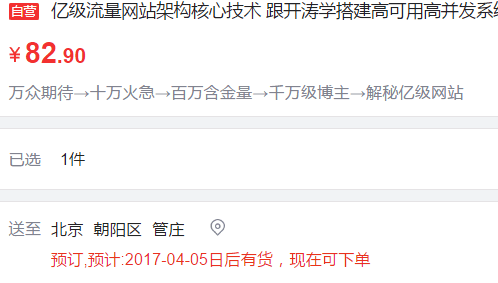 自营 亿级流量网站架构核心技术 跟开涛学搭建高可用高并发系
¥82.90
万众期待→十万火急→百万含金量→千万级博主→解秘亿级网站
已选 1件
送至 北京 朝阳区 管庄
预订,预计:2017-04-05日后有货，现在可下单